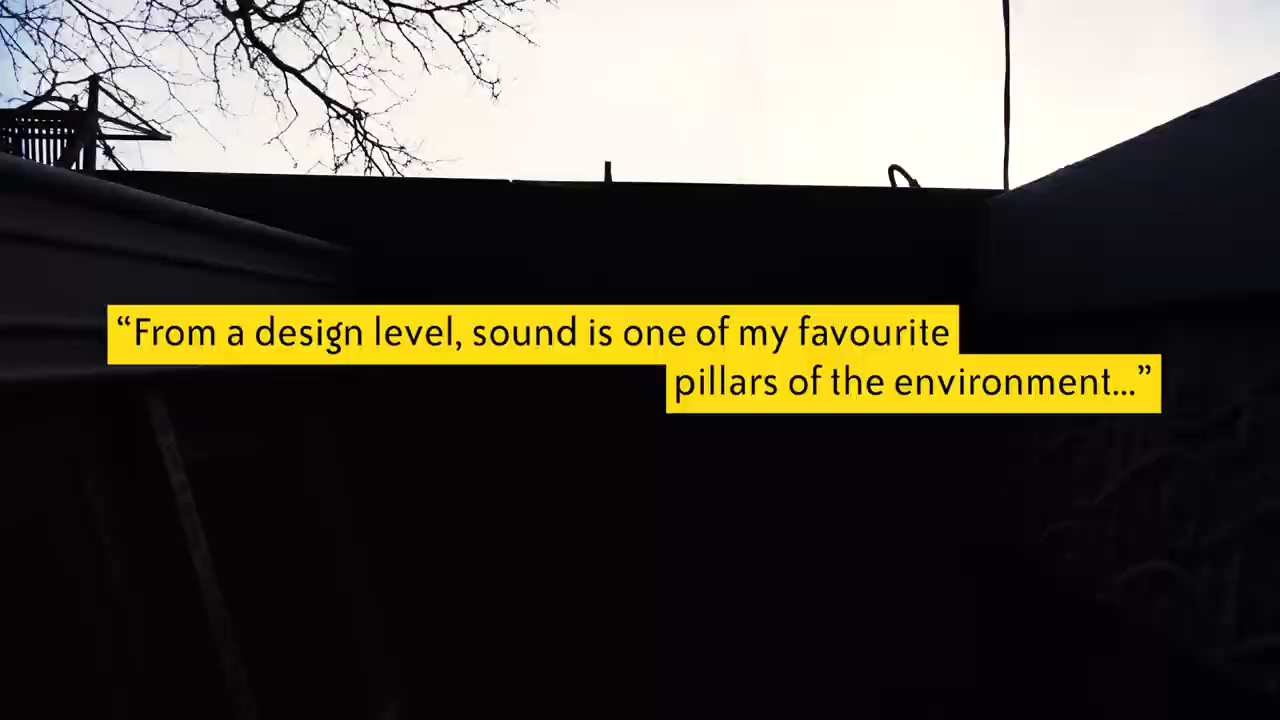 “From a design level, sound is one of my favourite
pillars of the environment...”